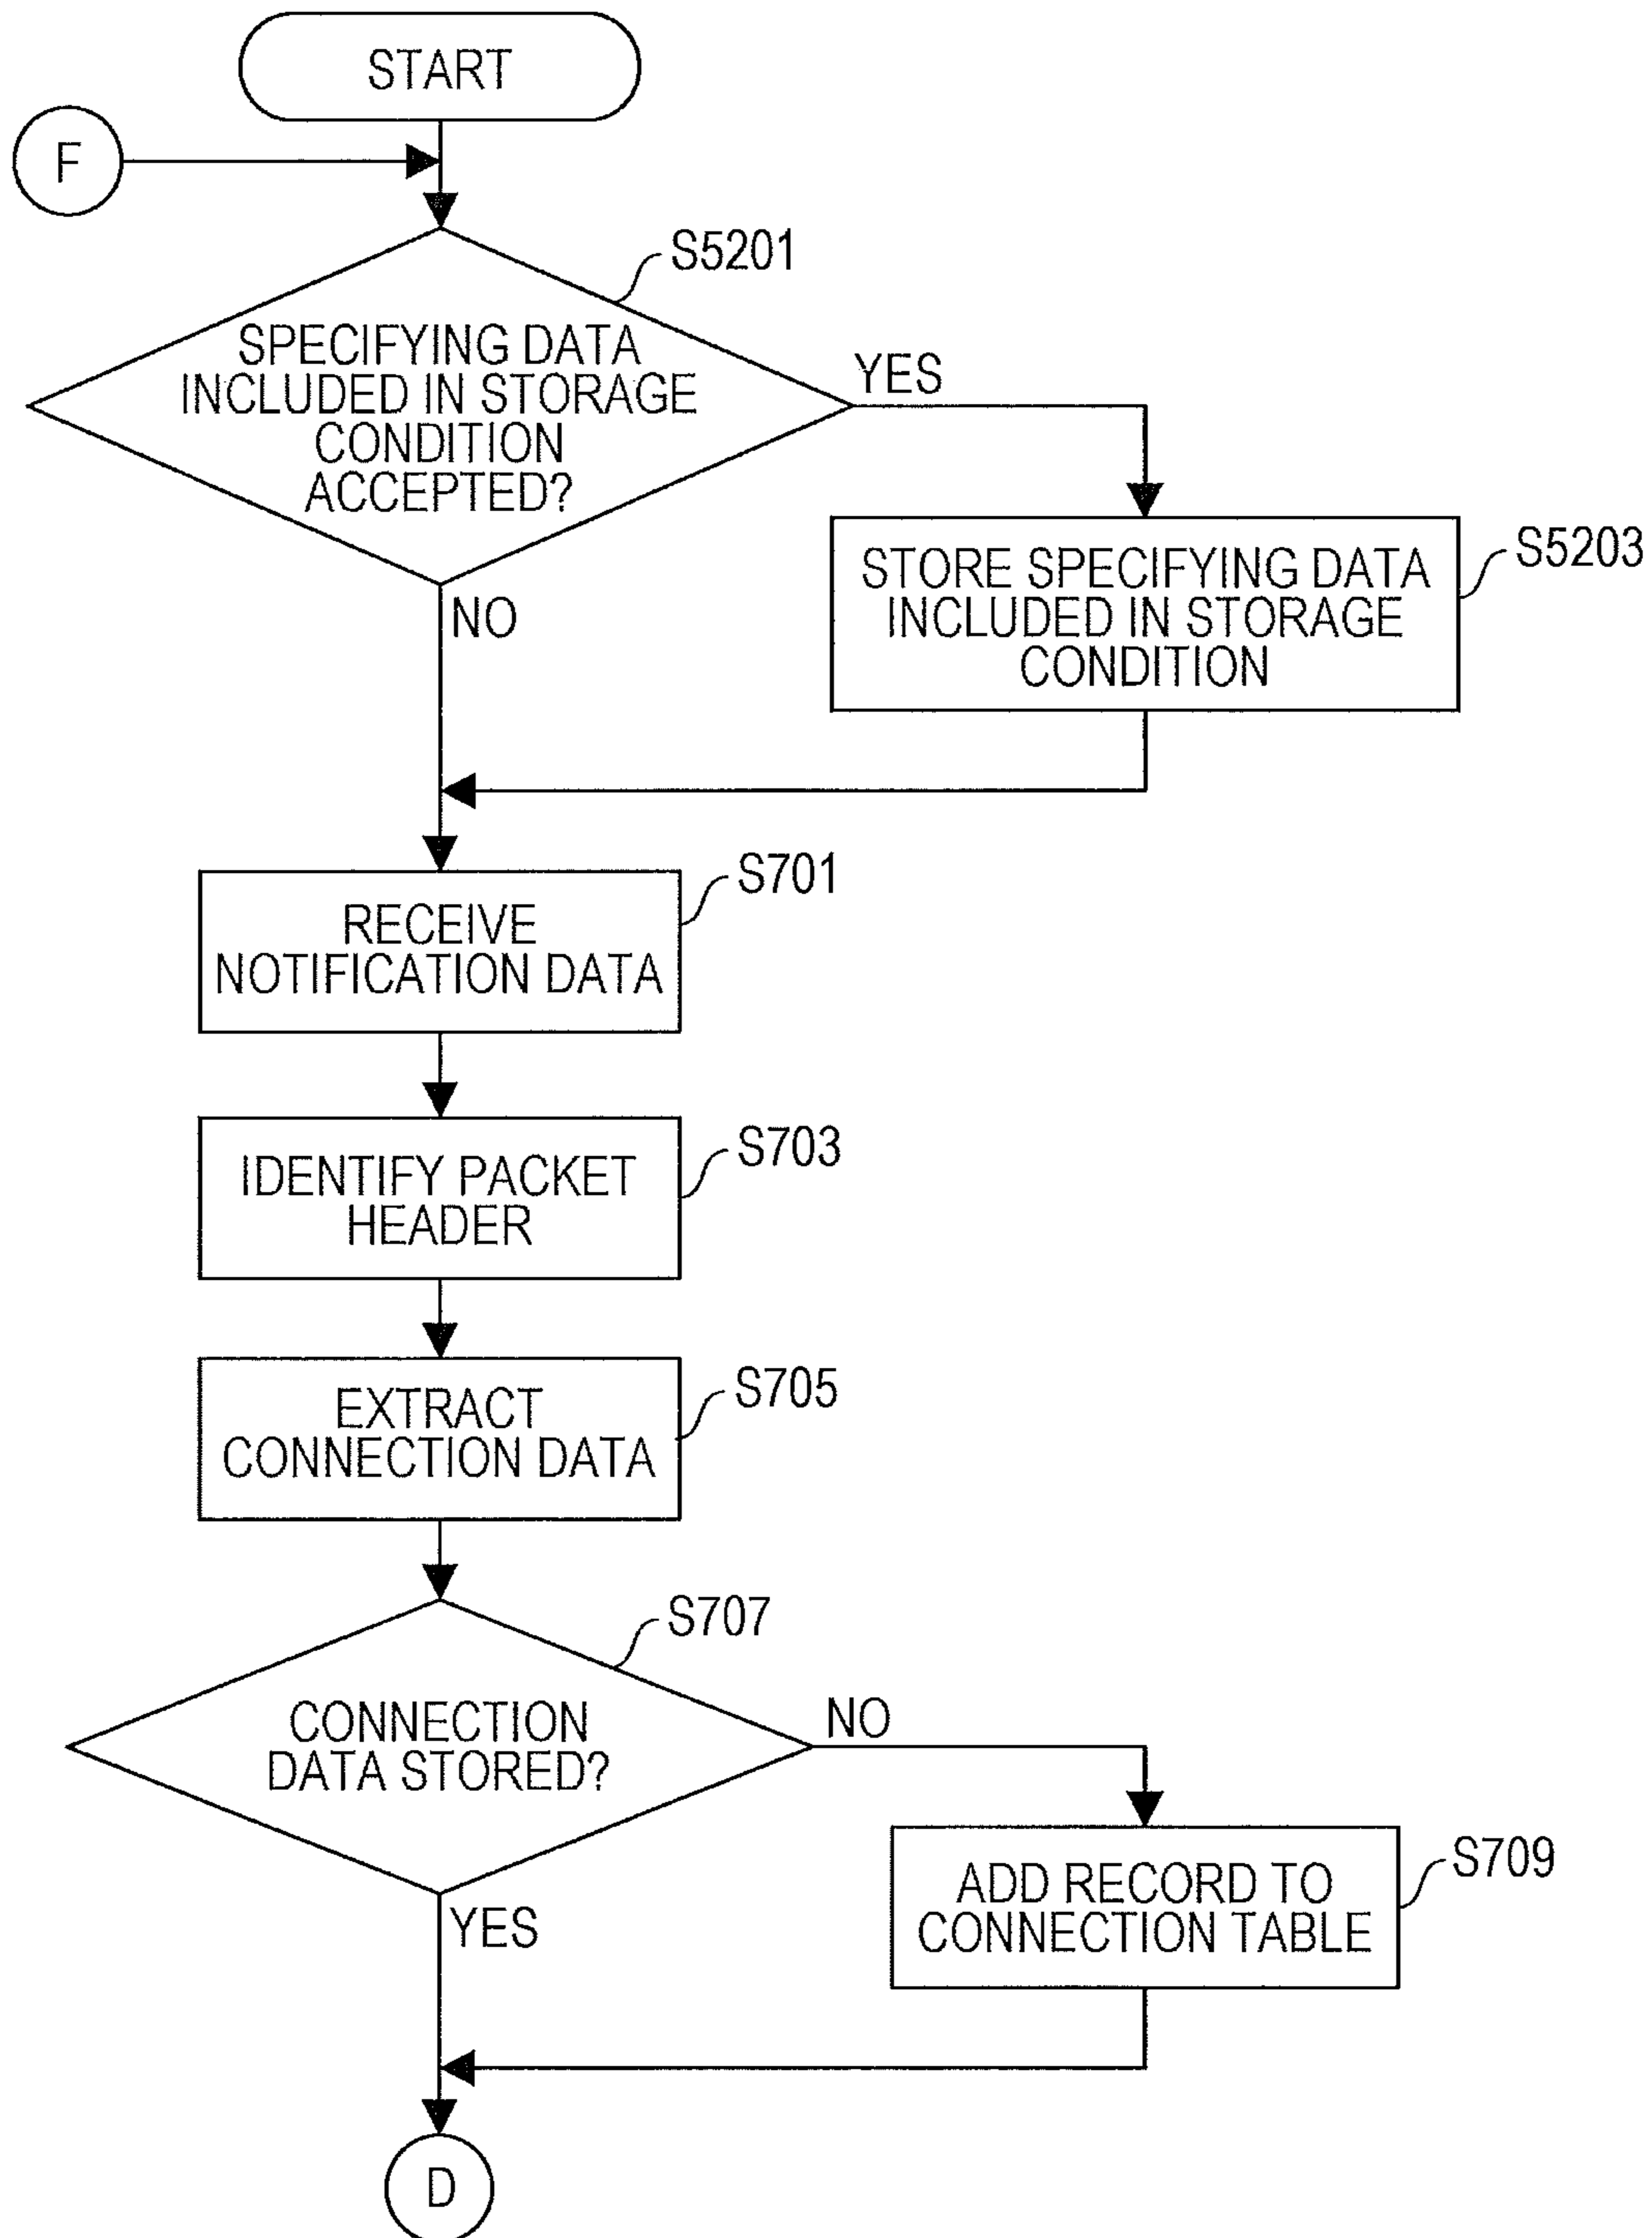 START
F
S5201
SPECIFYING DATA
INCLUDED IN STORAGE
CONDITION
ACCEPTED?
YES
NO
STORE SPECIFYING DATA
INCLUDED IN STORAGE
CONDITION
S5203
S701
RECEIVE
NOTIFICATION DATA
S703
IDENTIFY PACKET
HEADER
S705
EXTRACT
CONNECTION DATA
S707
CONNECTION
DATA STORED?
NO
YES
S709
ADD RECORD TO
CONNECTION TABLE
D